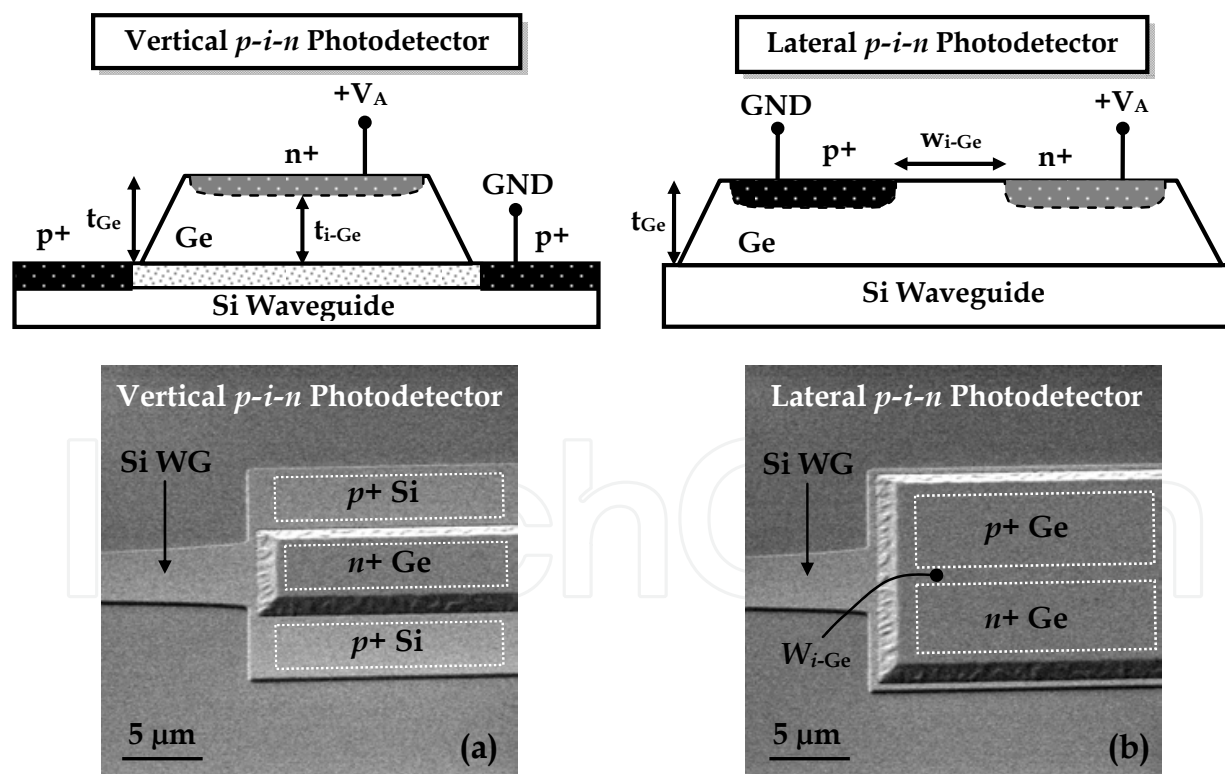 Vertical p-i-n Photodetector
+VA
n+
GND
tGe
ti-Ge
p+
Ge
p+
Si Waveguide
Lateral p-i-n Photodetector
GND
+VA
p+
wi-Ge
n+
tGe
Ge
Si Waveguide
Vertical p-i-n Photodetector
Si WG
p+ Si
n+ Ge
p+ Si
5 µm
(a)
Lateral p-i-n Photodetector
Si WG
p+ Ge
n+ Ge
Wi-Ge
5 µm
(b)